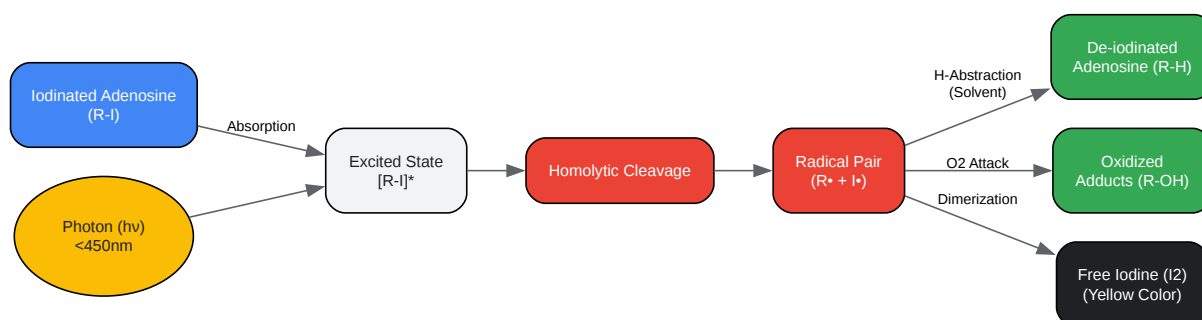 Iodinated Adenosine
(R-I)
Photon (hν)
<450nm
Absorption
Excited State
[R-I]*
Homolytic Cleavage
Radical Pair
(R• + I•)
H-Abstraction
(Solvent)
O2 Attack
Dimerization
De-iodinated
Adenosine (R-H)
Oxidized
Adducts (R-OH)
Free Iodine (I2)
(Yellow Color)